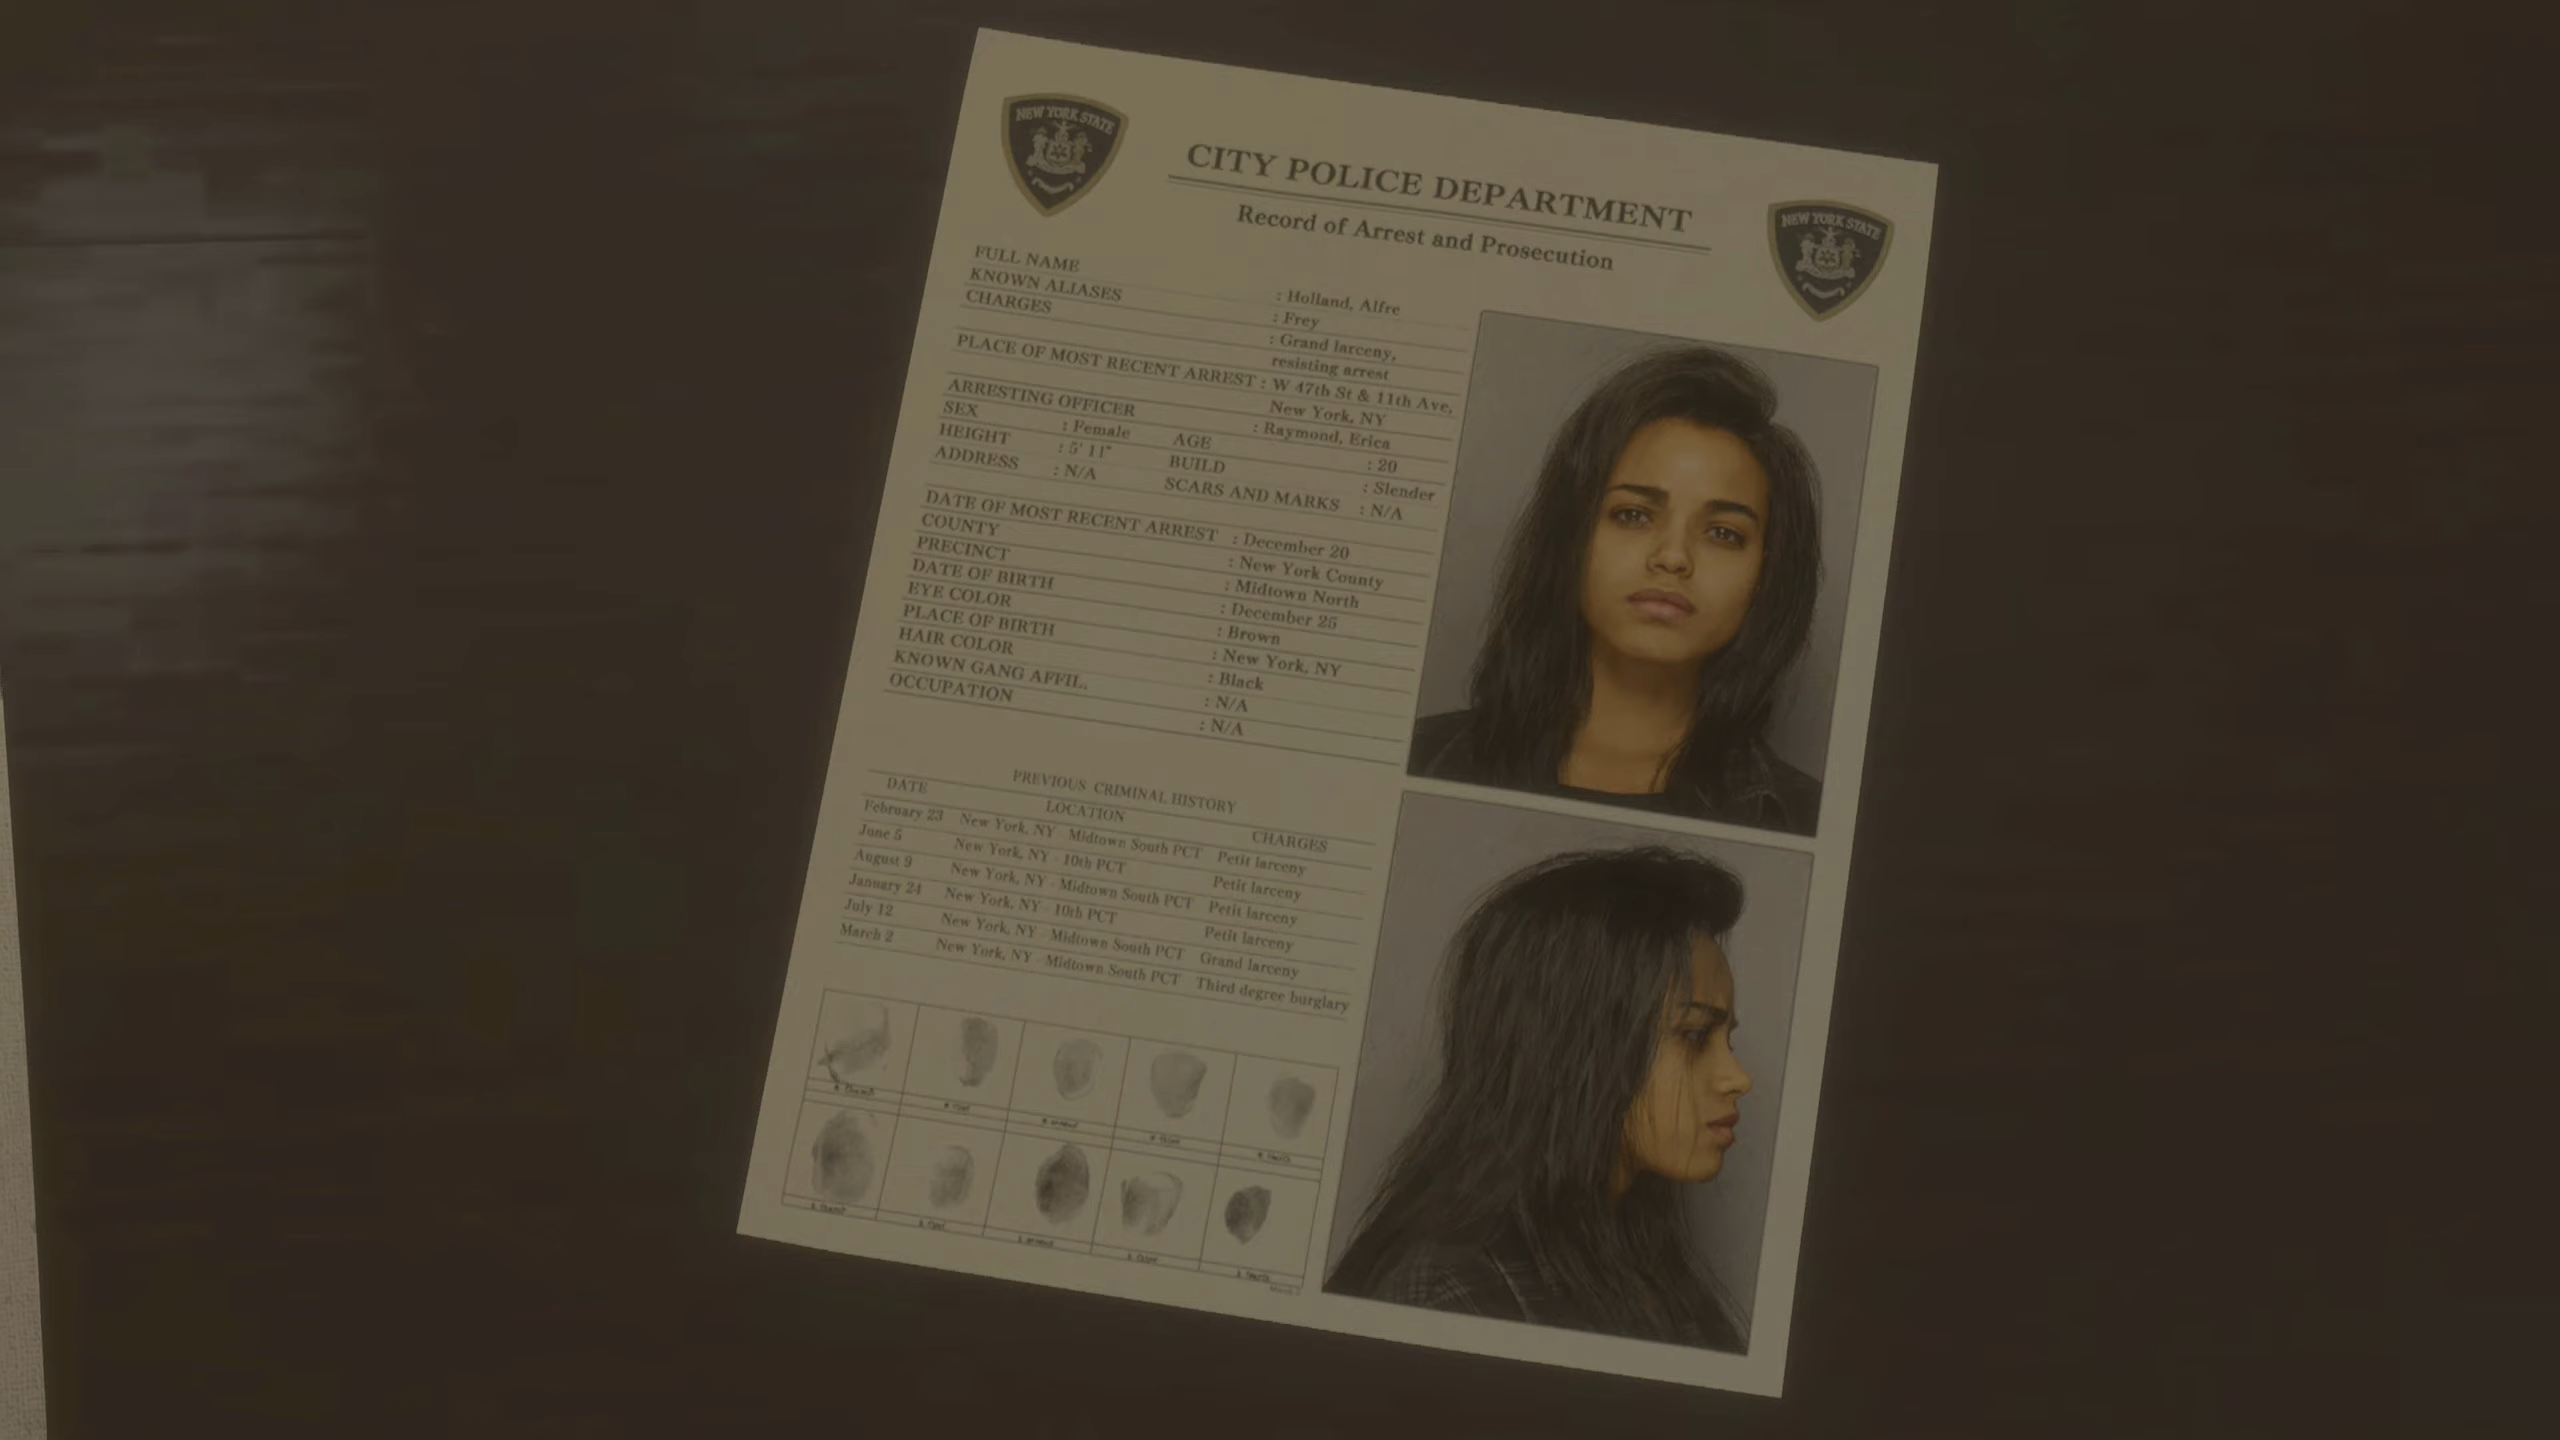 NEW YORK STATE
CITY POLICE DEPARTMENT
NEW YORK STATE
Record of Arrest and Prosecution
FULL NAME : Holland, Alfre
KNOWN ALIASES : Frey
CHARGES : Grand larceny,
resisting arrest
PLACE OF MOST RECENT ARREST : W 47th St & 11th Ave,
New York, NY
ARRESTING OFFICER : Raymond, Erica
SEX : Female AGE : 20
HEIGHT : 5' 11" BUILD : Slender
ADDRESS : N/A SCARS AND MARKS : N/A
DATE OF MOST RECENT ARREST : December 20
COUNTY : New York County
PRECINCT : Midtown North
DATE OF BIRTH : December 25
EYE COLOR : Brown
PLACE OF BIRTH : New York, NY
HAIR COLOR : Black
KNOWN GANG AFFIL. : N/A
OCCUPATION : N/A
PREVIOUS CRIMINAL HISTORY
DATE LOCATION CHARGES
February 23 New York, NY - Midtown South PCT Petit larceny
June 5 New York, NY - 10th PCT Petit larceny
August 9 New York, NY - Midtown South PCT Petit larceny
January 24 New York, NY - 10th PCT Petit larceny
July 12 New York, NY - Midtown South PCT Grand larceny
March 2 New York, NY - Midtown South PCT Third degree burglary